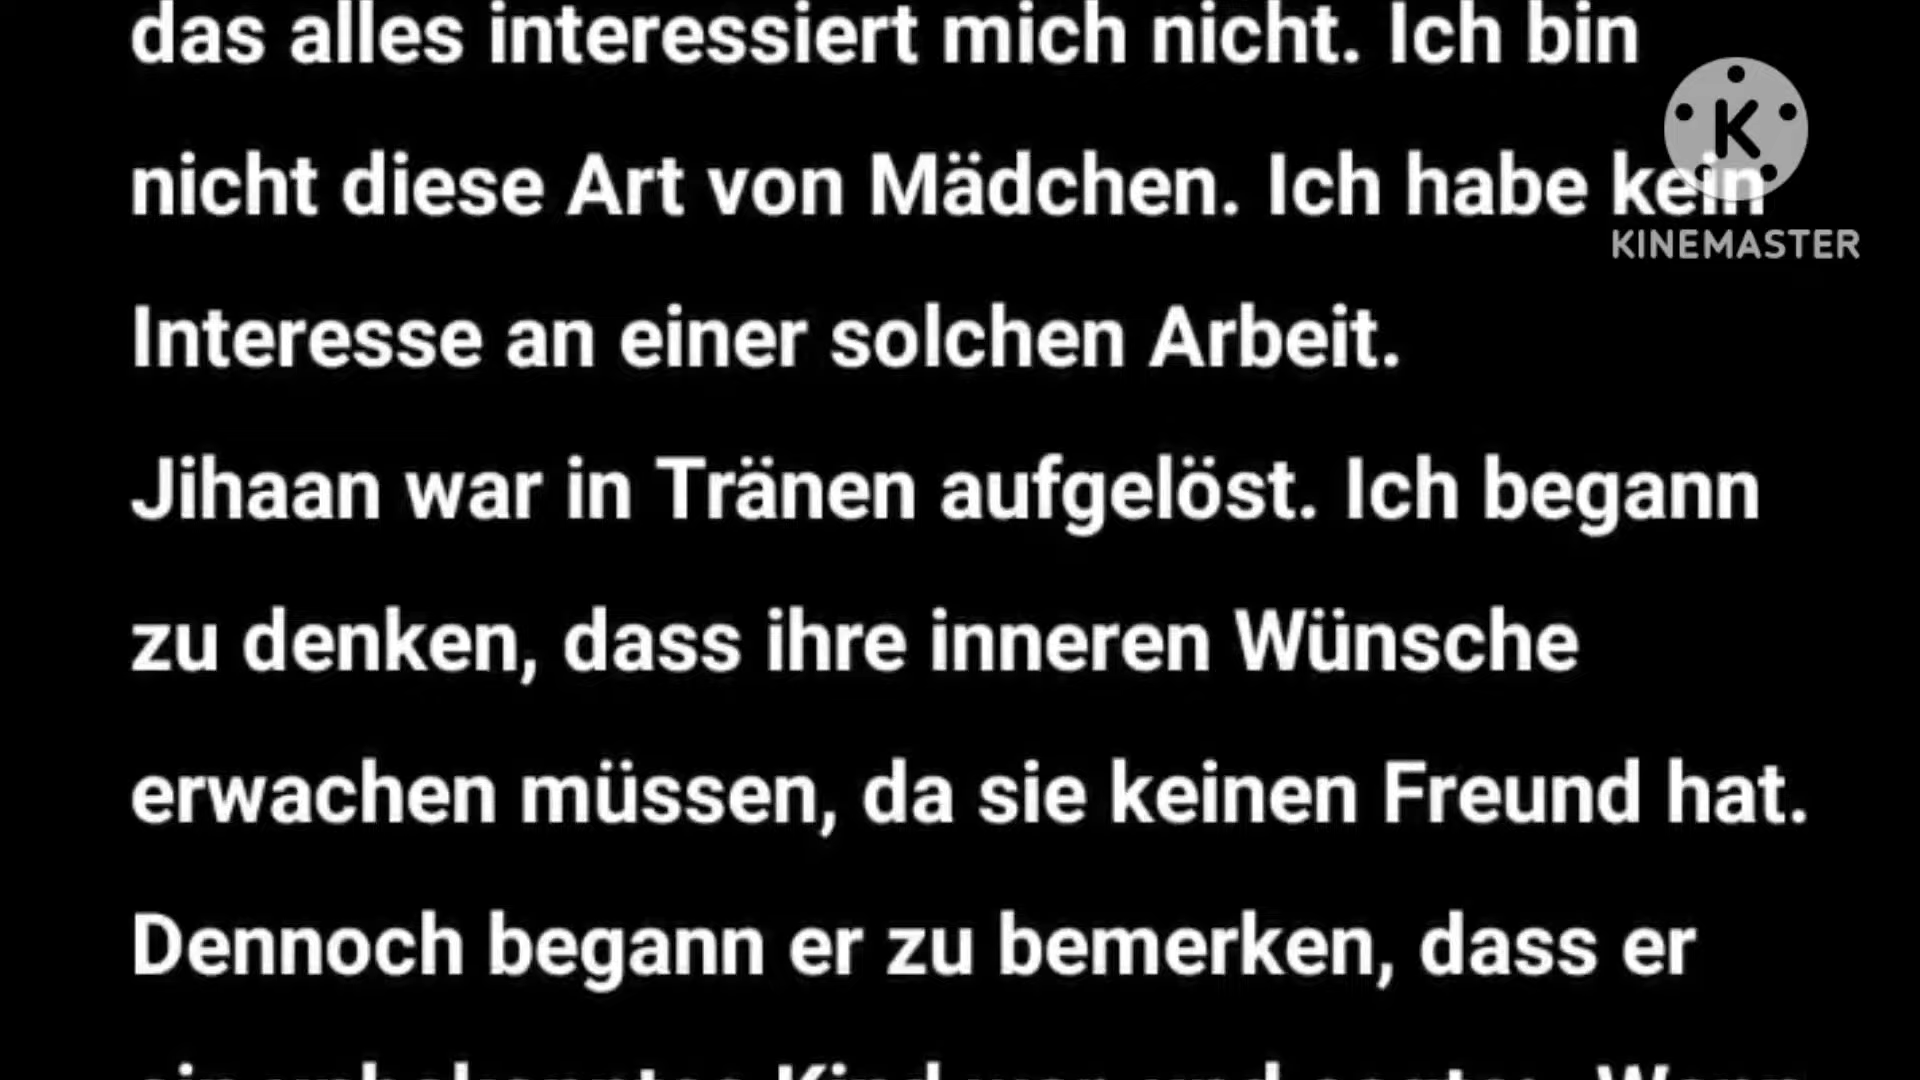 das alles interessiert mich nicht. Ich bin
nicht diese Art von Mädchen. Ich habe kein
KINEMASTER
Interesse an einer solchen Arbeit.
Jihaan war in Tränen aufgelöst. Ich begann
zu denken, dass ihre inneren Wünsche
erwachen müssen, da sie keinen Freund hat.
Dennoch begann er zu bemerken, dass er